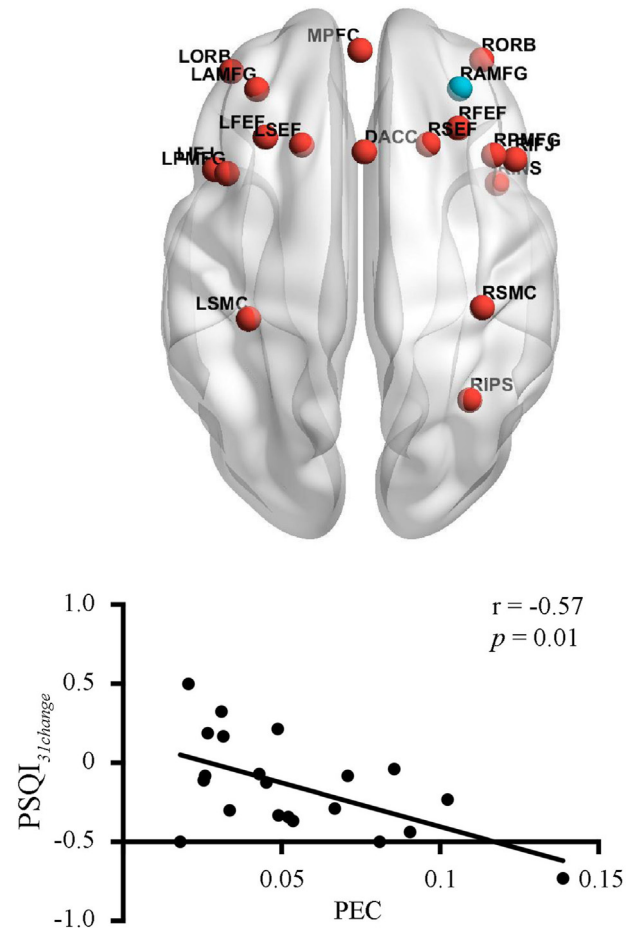 MPFC
LORB
RORB
LAMFG
RAMFG
LFEF
RFEF
LSEF
DACC
RSEF
RPMFG
RIFJ
LIFJ
LPMFG
RINS
LSMC
RSMC
RIPS
1.0
r = -0.57
p = 0.01
0.5
0
-0.5
-1.0
PSQI31change
0.05
0.1
0.15
PEC